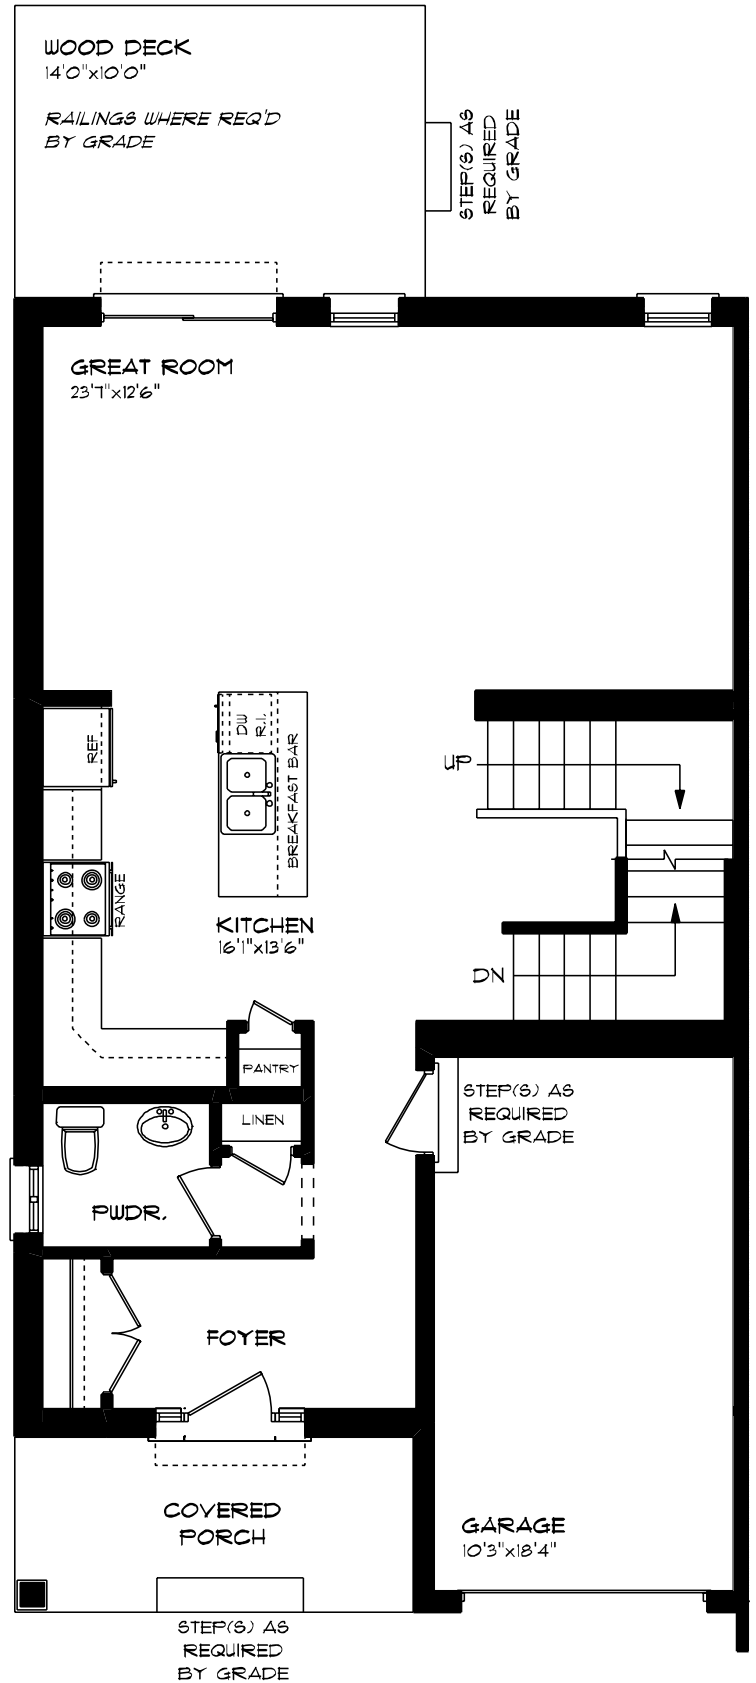 WOOD DECK
14'0"x10'0"
RAILINGS WHERE REQ'D
BY GRADE
STEP(S) AS
REQUIRED
BY GRADE
GREAT ROOM
23'7"x12'6"
REF
DW
R.I.
BREAKFAST BAR
UP
RANGE
KITCHEN
16'1"x13'6"
DN
PANTRY
LINEN
STEP(S) AS
REQUIRED
BY GRADE
PWDR.
FOYER
COVERED
PORCH
GARAGE
10'3"x18'4"
STEP(S) AS
REQUIRED
BY GRADE